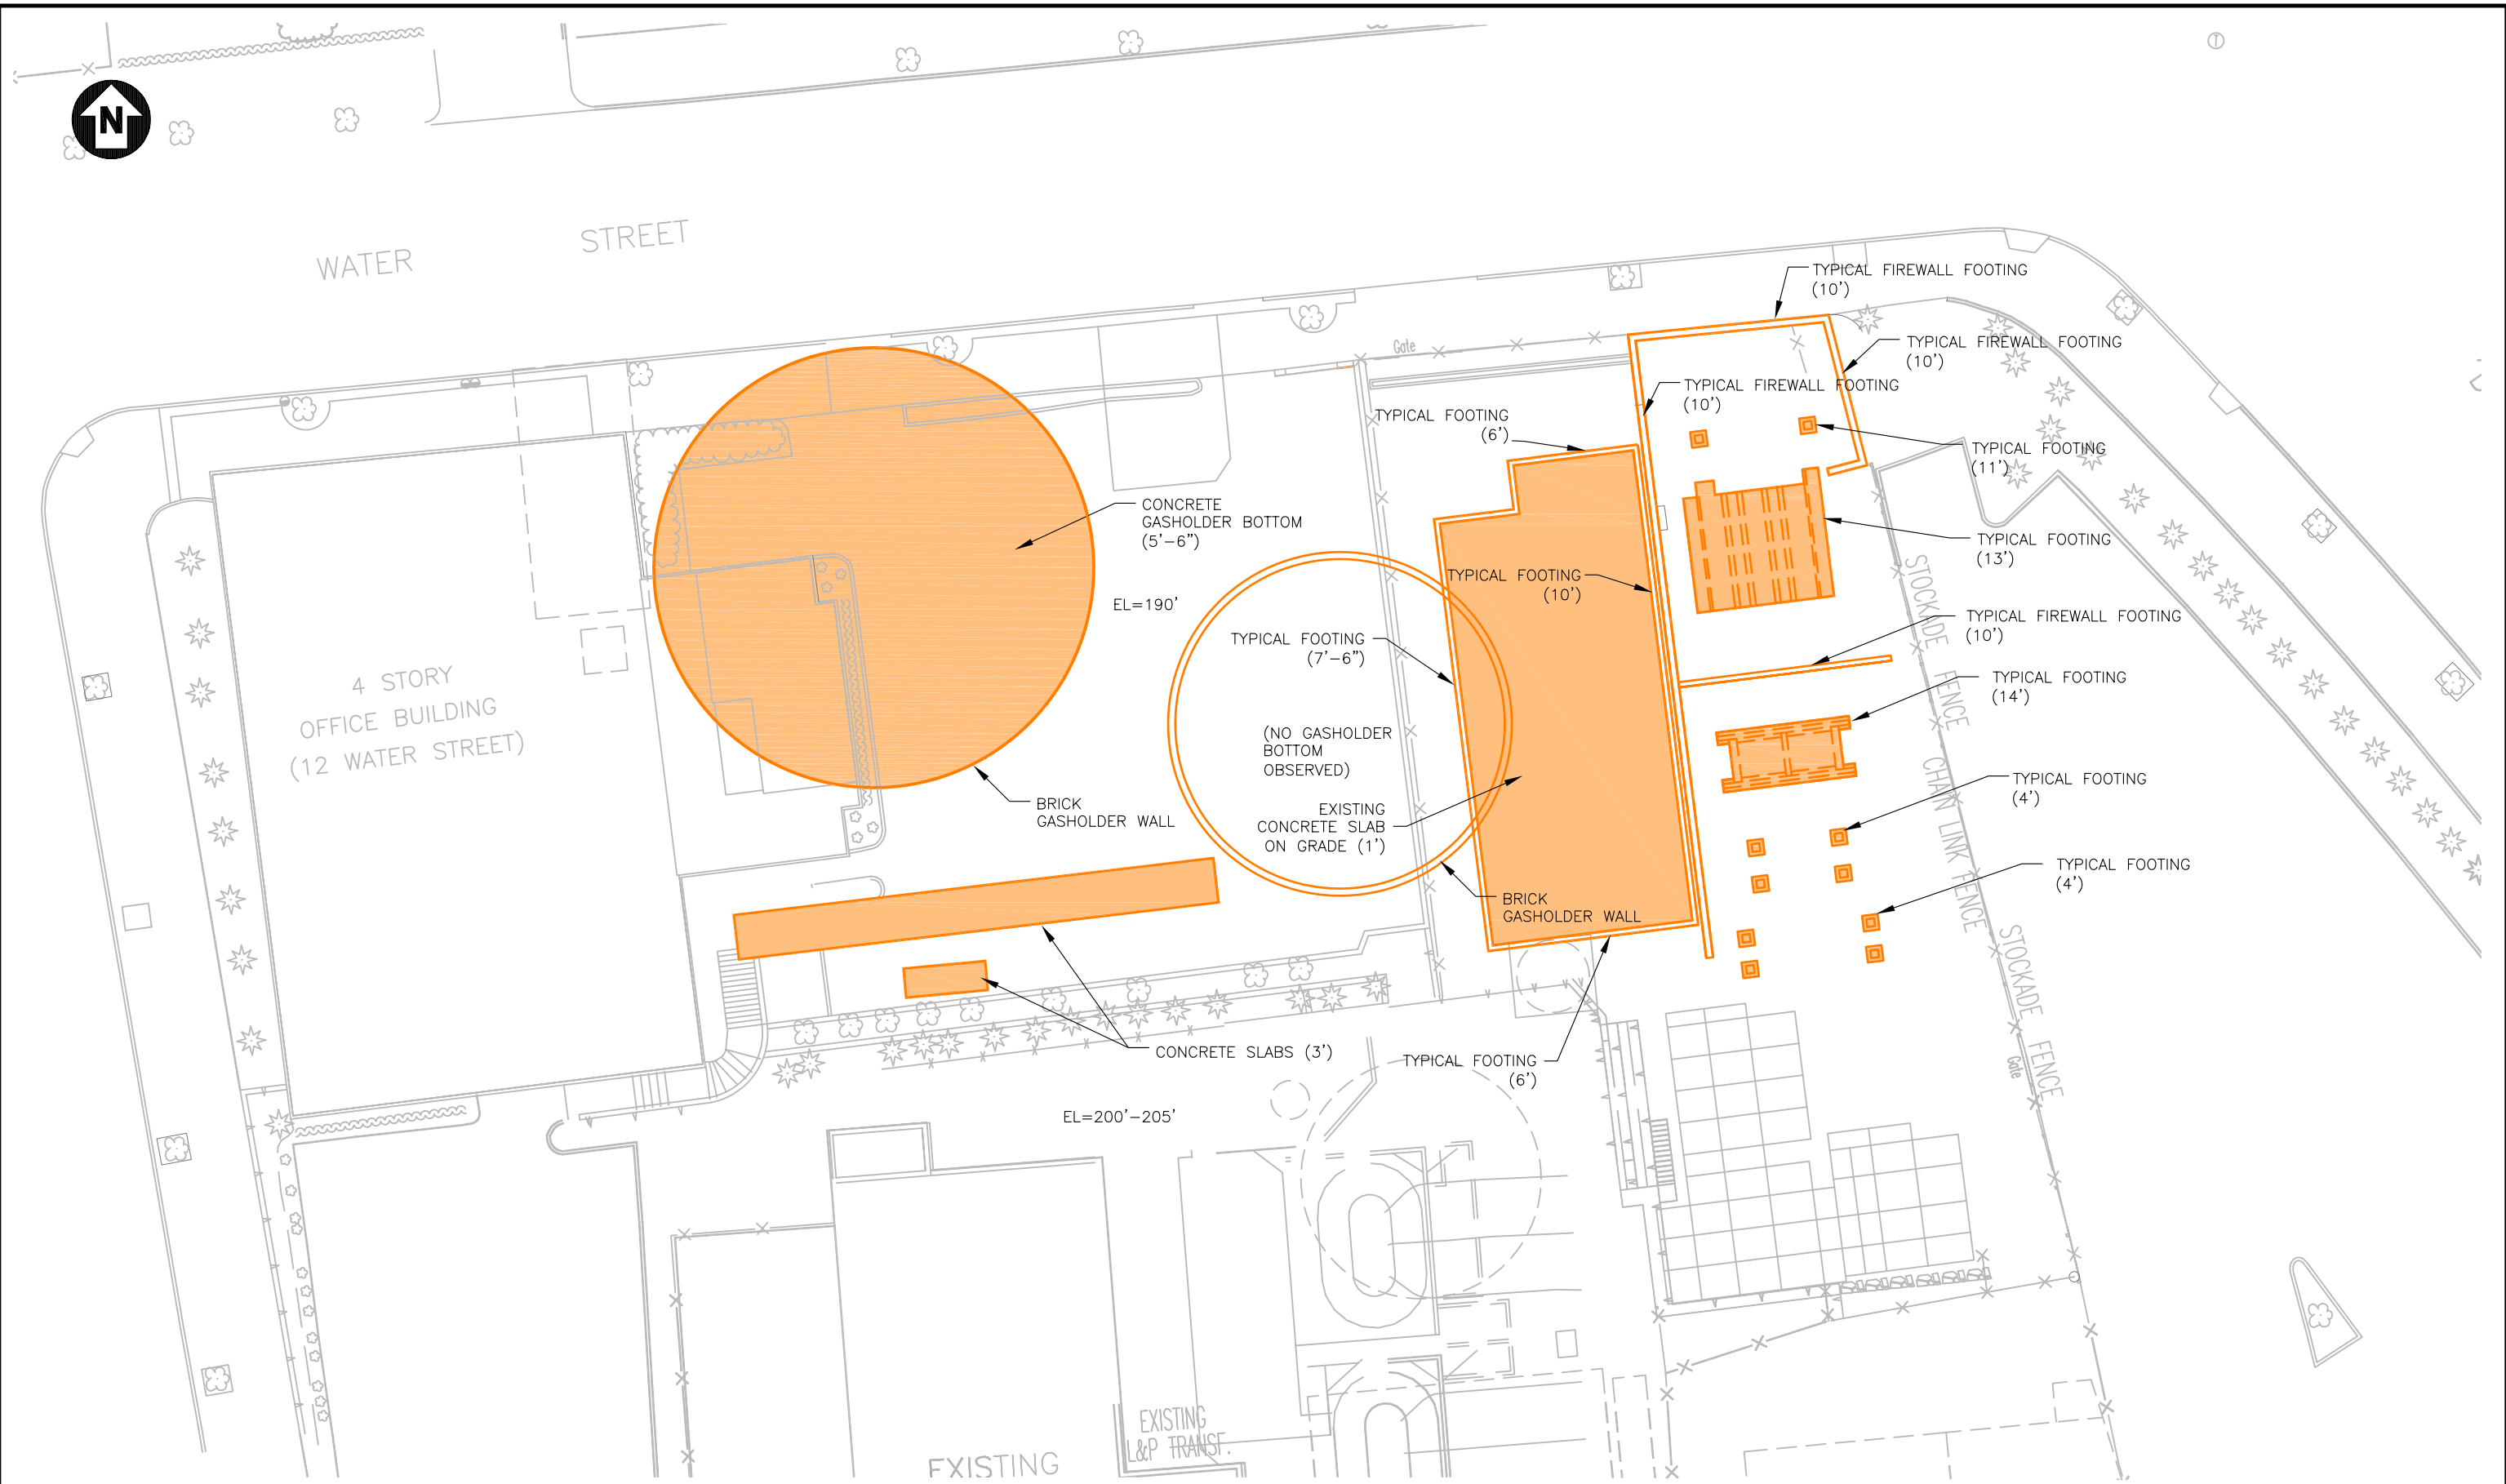 N
WATER STREET
Gate
TYPICAL FIREWALL FOOTING
(10')
TYPICAL FIREWALL FOOTING
(10')
TYPICAL FIREWALL FOOTING
(10')
TYPICAL FOOTING
(6')
TYPICAL FOOTING
(11')
CONCRETE
GASHOLDER BOTTOM
(5'-6")
TYPICAL FOOTING
(13')
TYPICAL FOOTING
(10')
EL=190'
TYPICAL FIREWALL FOOTING
(10')
TYPICAL FOOTING
(7'-6")
4 STORY
OFFICE BUILDING
(12 WATER STREET)
TYPICAL FOOTING
(14')
(NO GASHOLDER
BOTTOM
OBSERVED)
STOCKADE FENCE
CHAIN LINK FENCE
TYPICAL FOOTING
(4')
BRICK
GASHOLDER WALL
EXISTING
CONCRETE SLAB
ON GRADE (1')
TYPICAL FOOTING
(4')
BRICK
GASHOLDER WALL
STOCKADE FENCE
CONCRETE SLABS (3')
TYPICAL FOOTING
(6')
Gate
EL=200'-205'
EXISTING
L&P TRANSF.
EXISTING